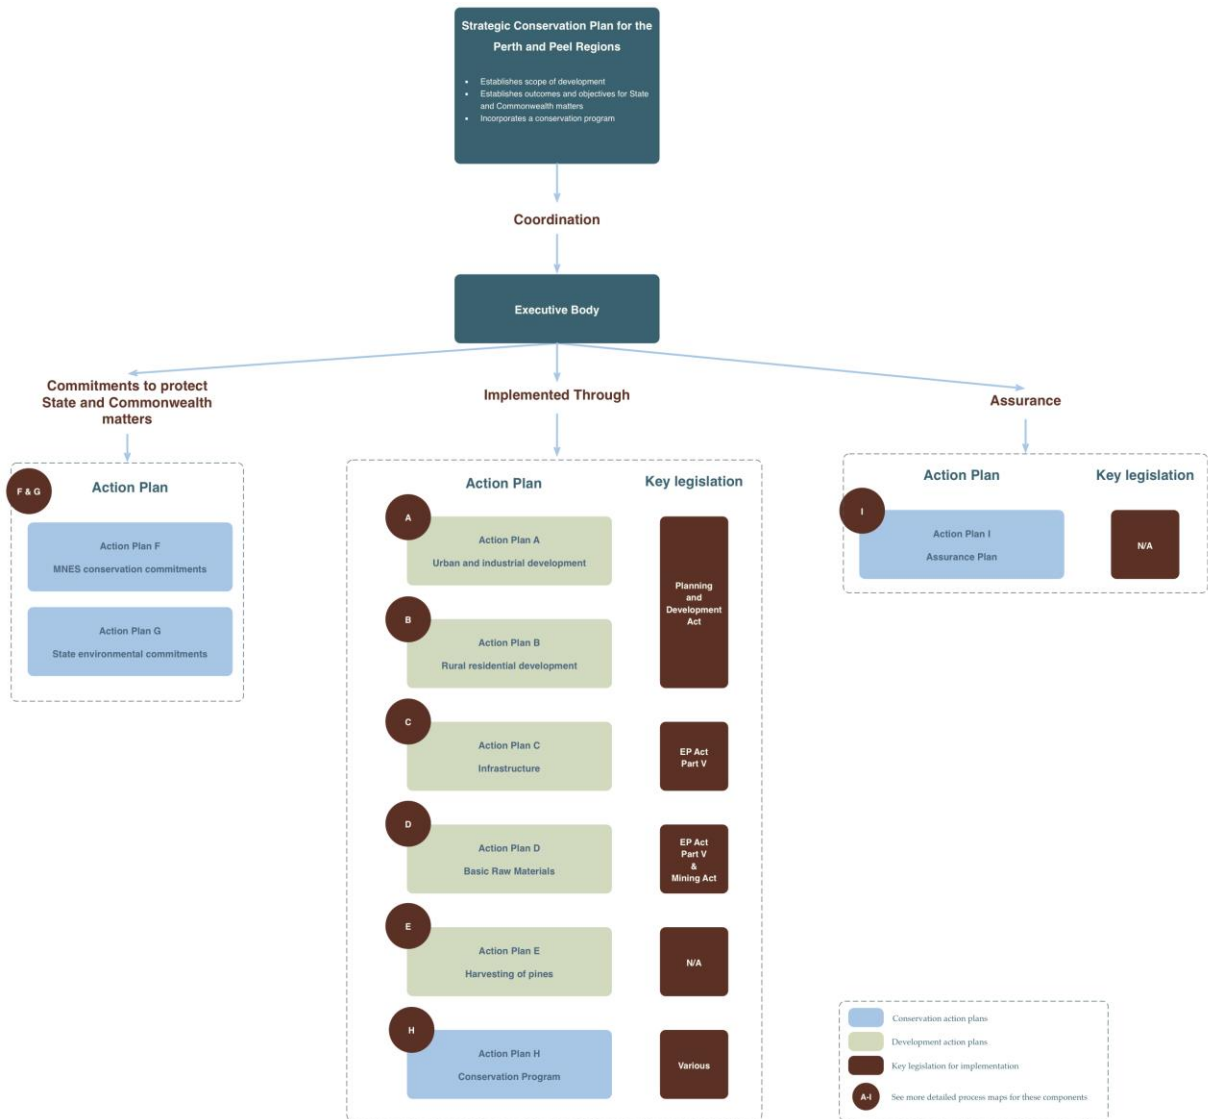 Strategic Conservation Plan for the
Perth and Peel Regions
• Establishes scope of development
• Establishes outcomes and objectives for State
and Commonwealth matters
• Incorporates a conservation program
Coordination
Executive Body
Commitments to protect
State and Commonwealth
matters
Implemented Through
Assurance
F & G
Action Plan
Action Plan F
MNES conservation commitments
Action Plan G
State environmental commitments
Action Plan
Key legislation
A
Action Plan A
Urban and industrial development
B
Action Plan B
Rural residential development
Planning
and
Development
Act
C
Action Plan C
Infrastructure
EP Act
Part V
D
Action Plan D
Basic Raw Materials
EP Act
Part V
&
Mining Act
E
Action Plan E
Harvesting of pines
N/A
H
Action Plan H
Conservation Program
Various
Action Plan
Key legislation
I
Action Plan I
Assurance Plan
N/A
Conservation action plans
Development action plans
Key legislation for implementation
A-I
See more detailed process maps for these components